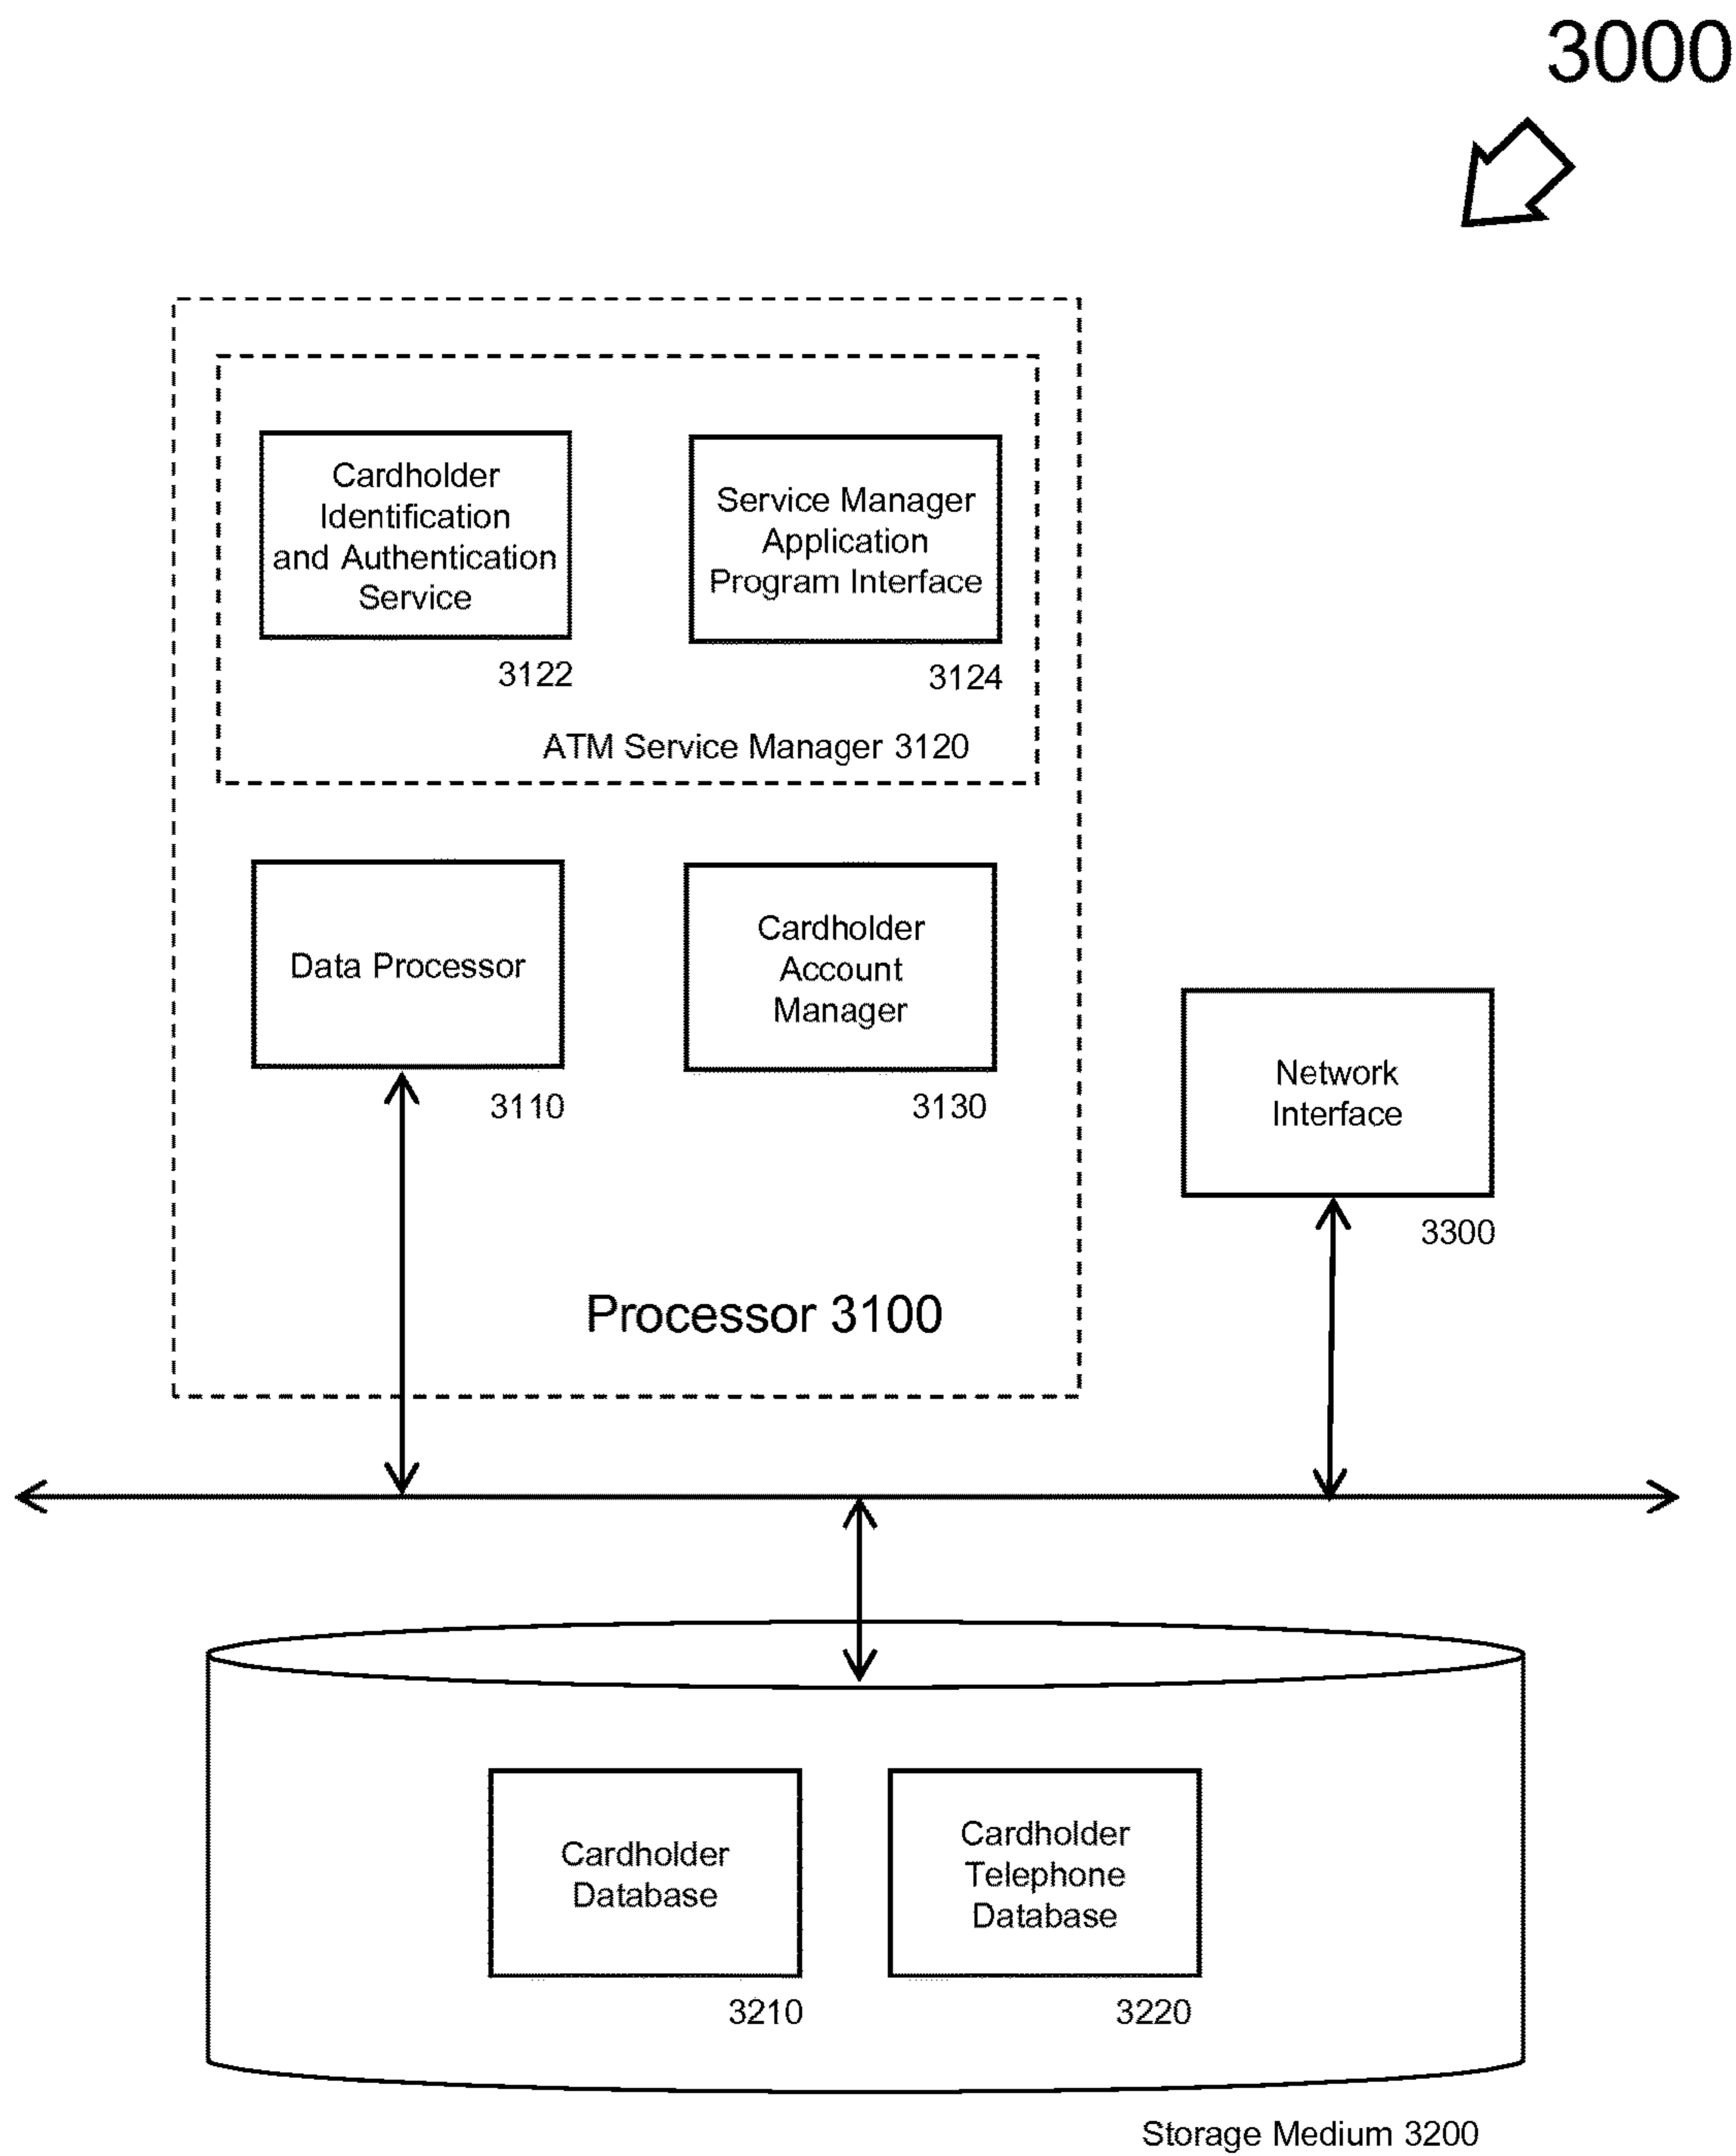 3000
Cardholder
Identification
and Authentication
Service
3122
Service Manager
Application
Program Interface
3124
ATM Service Manager 3120
Data Processor
3110
Cardholder
Account
Manager
3130
Network
Interface
3300
Processor 3100
Cardholder
Database
3210
Cardholder
Telephone
Database
3220
Storage Medium 3200